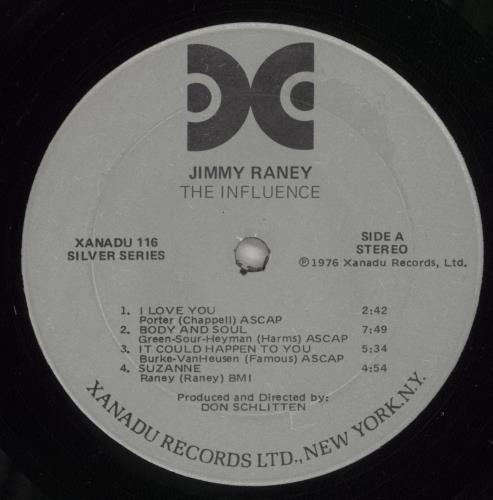 JIMMY RANEY
THE INFLUENCE
XANADU 116
SILVER SERIES
SIDE A
STEREO
℗1976 Xanadu Records, Ltd.
1. I LOVE YOU 2:42
Porter (Chappell) ASCAP
2. BODY AND SOUL 7:49
Green-Sour-Heyman (Harms) ASCAP
3. IT COULD HAPPEN TO YOU 5:34
Burke-VanHeusen (Famous) ASCAP
4. SUZANNE 4:54
Raney (Raney) BMI
Produced and Directed by:
DON SCHLITTEN
XANADU RECORDS LTD., NEW YORK.N.Y.